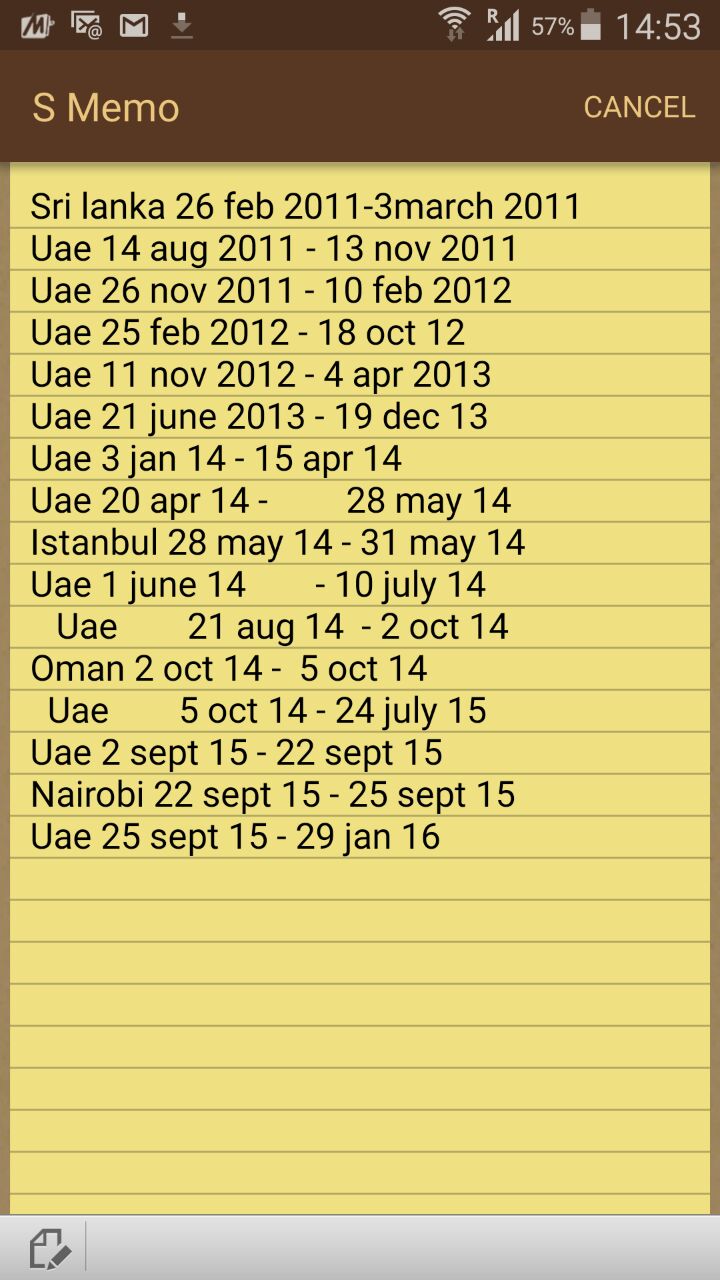 R 57% 14:53
S Memo CANCEL
Sri lanka 26 feb 2011-3march 2011
Uae 14 aug 2011 - 13 nov 2011
Uae 26 nov 2011 - 10 feb 2012
Uae 25 feb 2012 - 18 oct 12
Uae 11 nov 2012 - 4 apr 2013
Uae 21 june 2013 - 19 dec 13
Uae 3 jan 14 - 15 apr 14
Uae 20 apr 14 - 28 may 14
Istanbul 28 may 14 - 31 may 14
Uae 1 june 14 - 10 july 14
Uae 21 aug 14 - 2 oct 14
Oman 2 oct 14 - 5 oct 14
Uae 5 oct 14 - 24 july 15
Uae 2 sept 15 - 22 sept 15
Nairobi 22 sept 15 - 25 sept 15
Uae 25 sept 15 - 29 jan 16